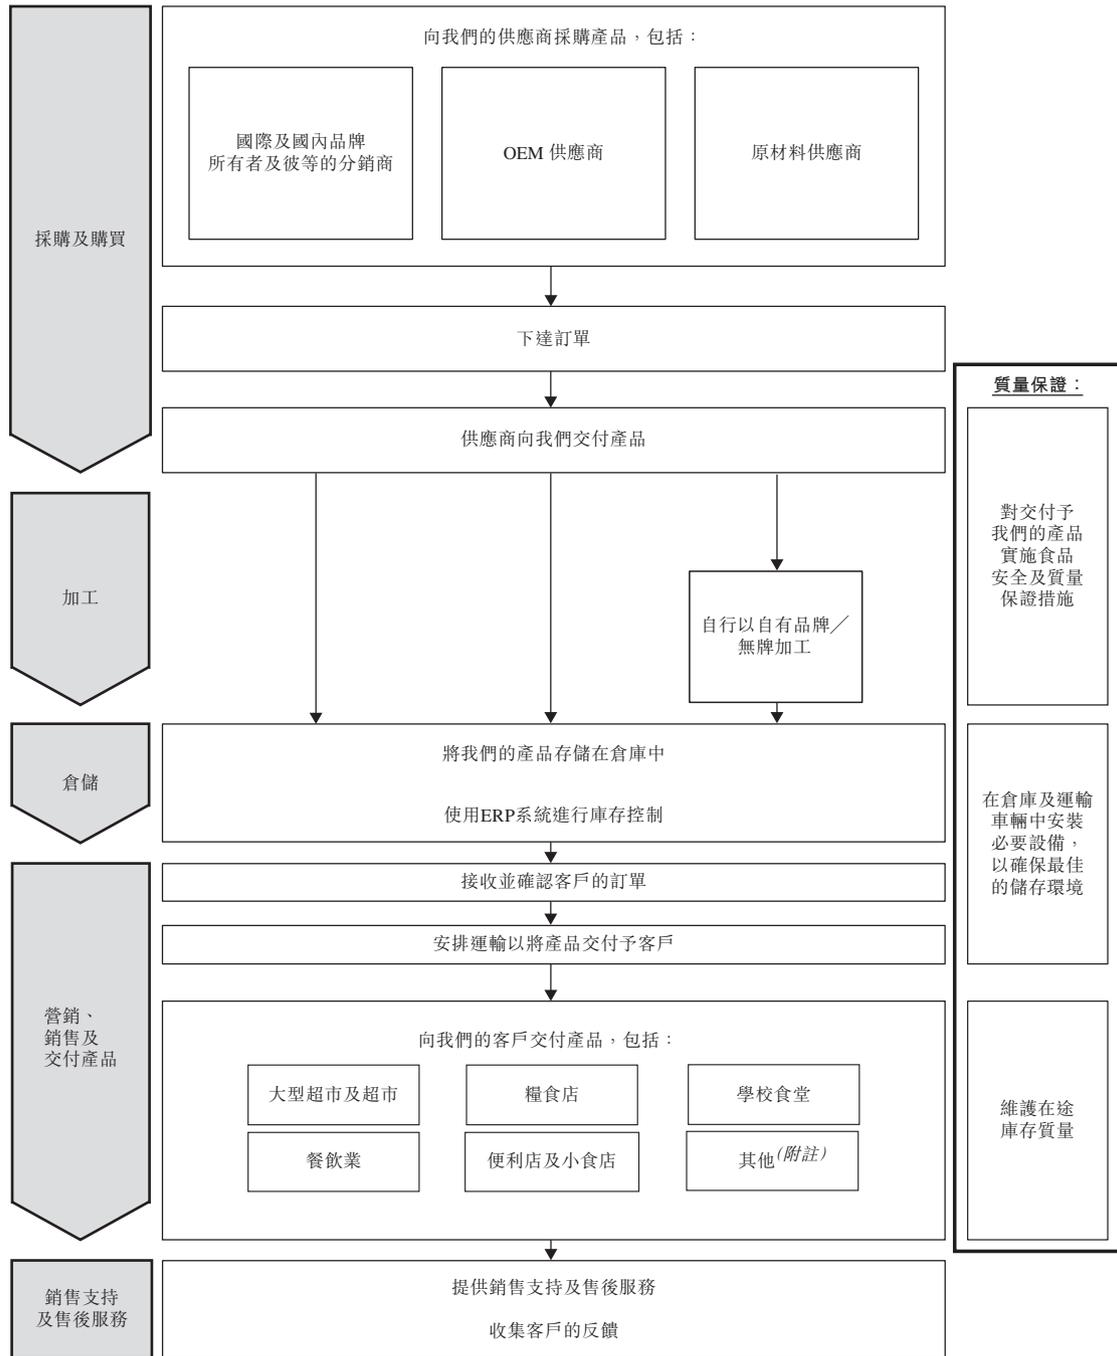 向我們的供應商採購產品，包括：
國際及國內品牌
所有者及彼等的分銷商
OEM 供應商
原材料供應商
採購及購買
下達訂單
供應商向我們交付產品
質量保證：
對交付予
我們的產品
實施食品
安全及質量
保證措施
加工
自行以自有品牌／
無牌加工
倉儲
將我們的產品存儲在倉庫中
使用ERP系統進行庫存控制
在倉庫及運輸
車輛中安裝
必要設備，
以確保最佳
的儲存環境
接收並確認客戶的訂單
安排運輸以將產品交付予客戶
營銷、
銷售及
交付產品
向我們的客戶交付產品，包括：
大型超市及超市
糧食店
學校食堂
餐飲業
便利店及小食店
其他(附註)
維護在途
庫存質量
銷售支持
及售後服務
提供銷售支持及售後服務
收集客戶的反饋